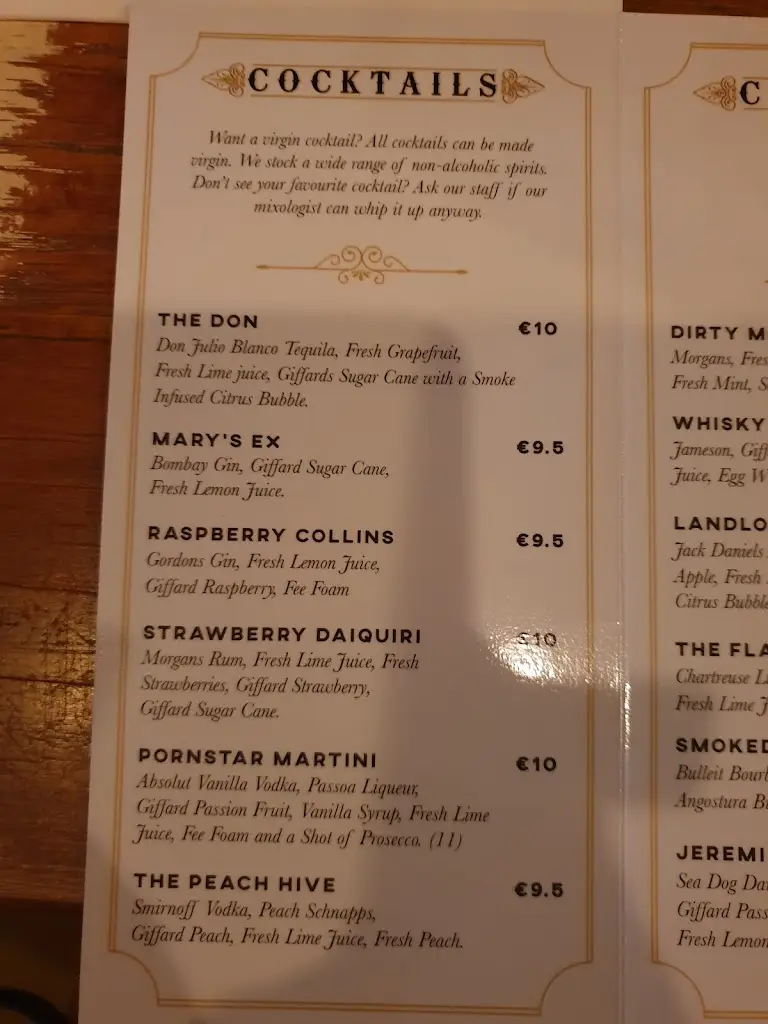 COCKTAILS
Want a virgin cocktail? All cocktails can be made
virgin. We stock a wide range of non-alcoholic spirits.
Don't see your favourite cocktail? Ask our staff if our
mixologist can whip it up anyway.
THE DON €10
Don Julio Blanco Tequila, Fresh Grapefruit,
Fresh Lime juice, Giffards Sugar Cane with a Smoke
Infused Citrus Bubble.
MARY'S EX €9.5
Bombay Gin, Giffard Sugar Cane,
Fresh Lemon Juice.
RASPBERRY COLLINS €9.5
Gordons Gin, Fresh Lemon Juice,
Giffard Raspberry, Fee Foam
STRAWBERRY DAIQUIRI €10
Morgans Rum, Fresh Lime Juice, Fresh
Strawberries, Giffard Strawberry,
Giffard Sugar Cane.
PORNSTAR MARTINI €10
Absolut Vanilla Vodka, Passoa Liqueur,
Giffard Passion Fruit, Vanilla Syrup, Fresh Lime
Juice, Fee Foam and a Shot of Prosecco. (11)
THE PEACH HIVE €9.5
Smirnoff Vodka, Peach Schnapps,
Giffard Peach, Fresh Lime Juice, Fresh Peach.
C
DIRTY M
Morgans, Fres
Fresh Mint, S
WHISKY
Jameson, Giff
Juice, Egg W
LANDLO
Jack Daniels
Apple, Fresh
Citrus Bubble
THE FLA
Chartreuse Li
Fresh Lime J
SMOKED
Bulleit Bourb
Angostura Bi
JEREMI
Sea Dog Dar
Giffard Pass
Fresh Lemon